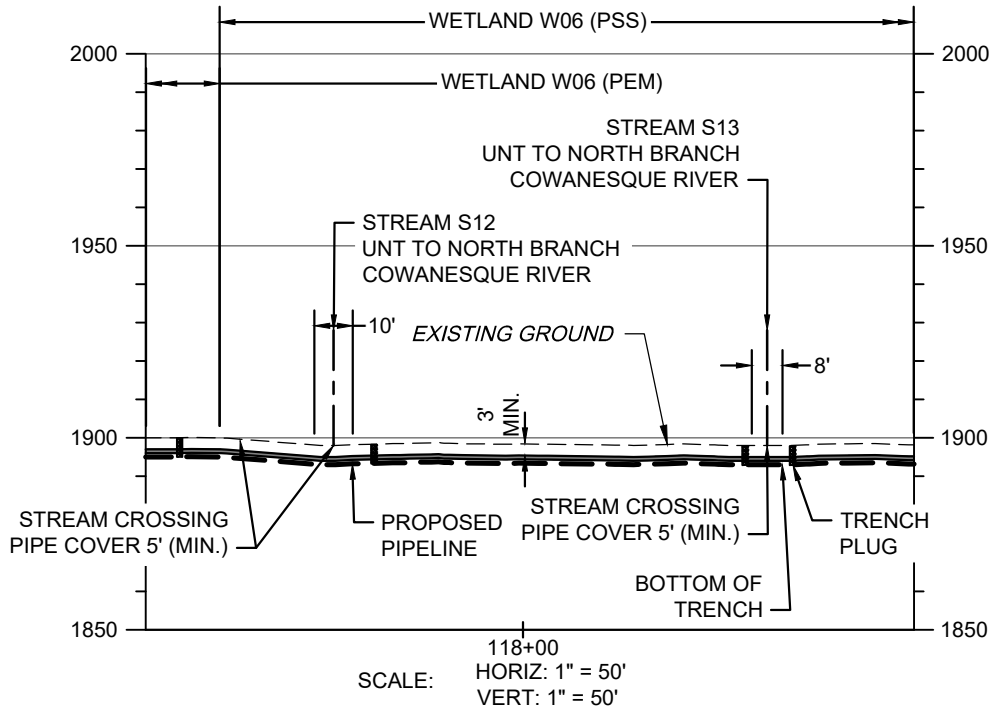 WETLAND W06 (PSS)
2000
2000
WETLAND W06 (PEM)
STREAM S13
UNT TO NORTH BRANCH
COWANESQUE RIVER
STREAM S12
UNT TO NORTH BRANCH
COWANESQUE RIVER
1950
1950
10'
EXISTING GROUND
8'
3'
MIN.
1900
1900
STREAM CROSSING
PIPE COVER 5' (MIN.)
PROPOSED
PIPELINE
STREAM CROSSING
PIPE COVER 5' (MIN.)
TRENCH
PLUG
BOTTOM OF
TRENCH
1850
1850
118+00
SCALE:
HORIZ: 1" = 50'
VERT: 1" = 50'